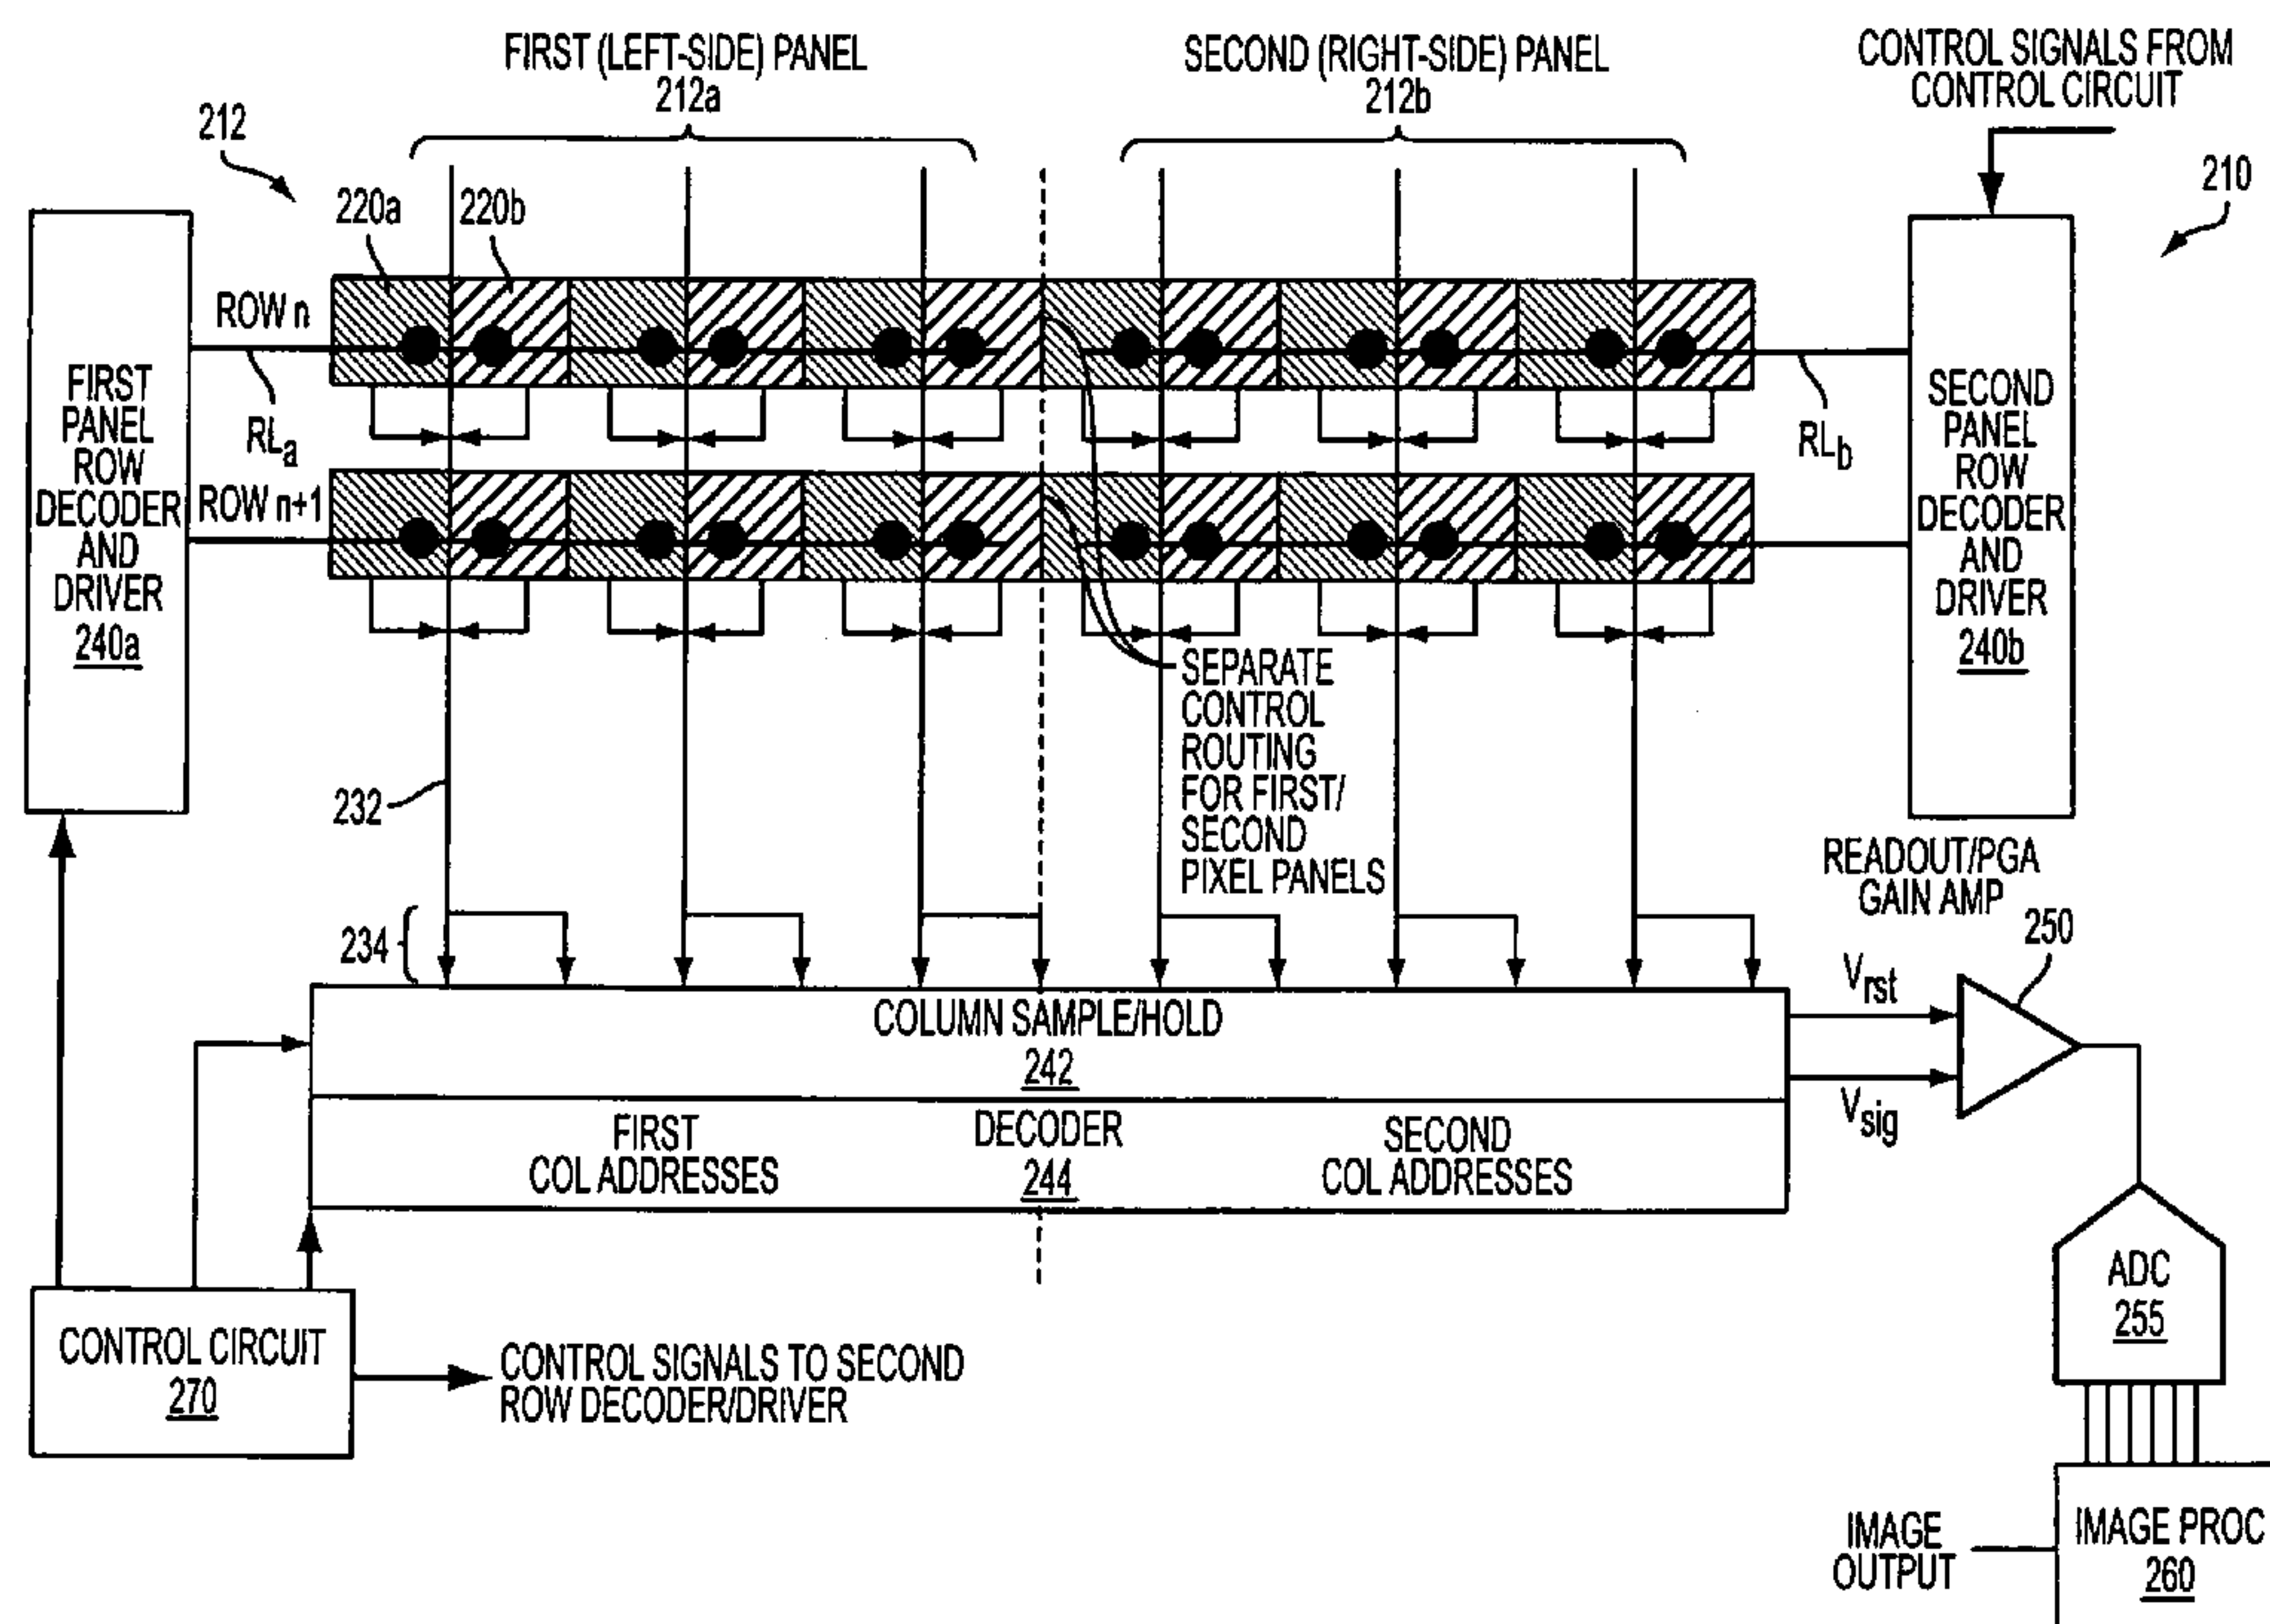 FIRST (LEFT-SIDE) PANEL
212a
SECOND (RIGHT-SIDE) PANEL
212b
CONTROL SIGNALS FROM
CONTROL CIRCUIT
212
210
220a
220b
ROW n
RLa
ROW n+1
FIRST
PANEL
ROW
DECODER
AND
DRIVER
240a
RLb
SECOND
PANEL
ROW
DECODER
AND
DRIVER
240b
232
SEPARATE
CONTROL
ROUTING
FOR FIRST/
SECOND
PIXEL PANELS
234
READOUT/PGA
GAIN AMP
250
Vrst
Vsig
COLUMN SAMPLE/HOLD
242
FIRST
COL ADDRESSES
DECODER
244
SECOND
COL ADDRESSES
CONTROL CIRCUIT
270
CONTROL SIGNALS TO SECOND
ROW DECODER/DRIVER
ADC
255
IMAGE
OUTPUT
IMAGE PROC
260